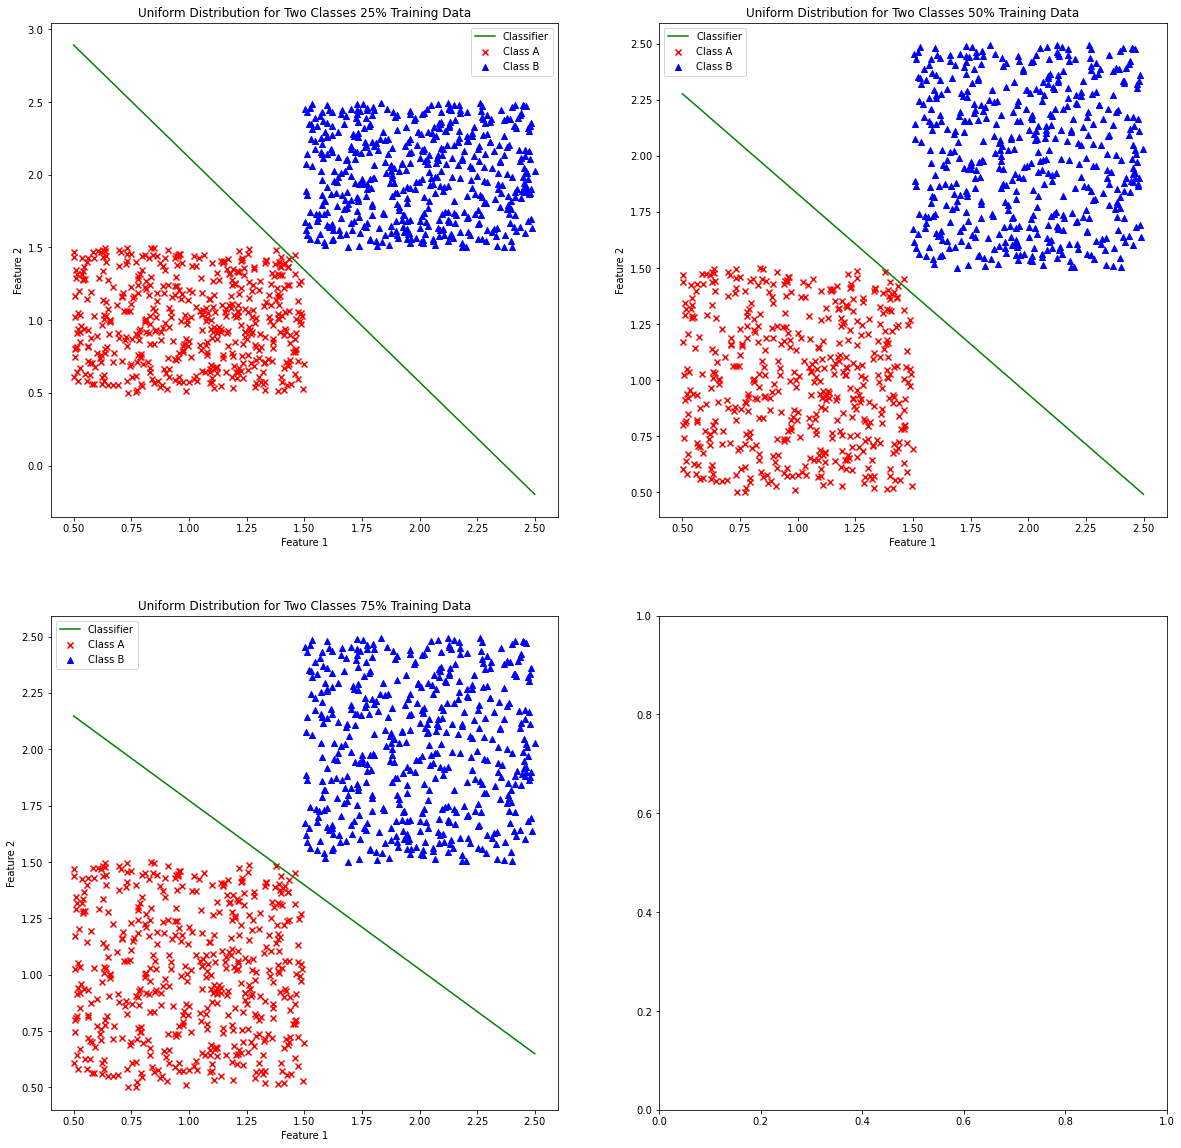 Uniform Distribution for Two Classes 25% Training Data
Classifier
Class A
Class B
3.0
2.5
2.0
1.5
1.0
0.5
0.0
Feature 2
0.50 0.75 1.00 1.25 1.50 1.75 2.00 2.25 2.50
Feature 1
Uniform Distribution for Two Classes 50% Training Data
Classifier
Class A
Class B
2.50
2.25
2.00
1.75
1.50
1.25
1.00
0.75
0.50
Feature 2
0.50 0.75 1.00 1.25 1.50 1.75 2.00 2.25 2.50
Feature 1
Uniform Distribution for Two Classes 75% Training Data
Classifier
Class A
Class B
2.50
2.25
2.00
1.75
1.50
1.25
1.00
0.75
0.50
Feature 2
0.50 0.75 1.00 1.25 1.50 1.75 2.00 2.25 2.50
Feature 1
1.0
0.8
0.6
0.4
0.2
0.0
0.0 0.2 0.4 0.6 0.8 1.0